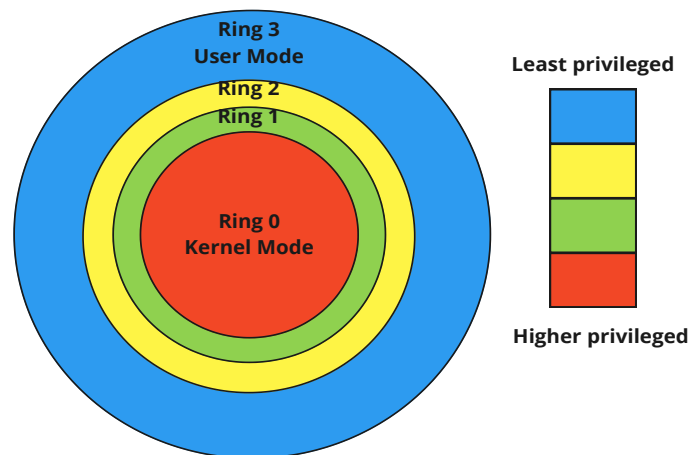 Ring 3
User Mode
Ring 2
Ring 1
Ring 0
Kernel Mode
Least privileged
Higher privileged